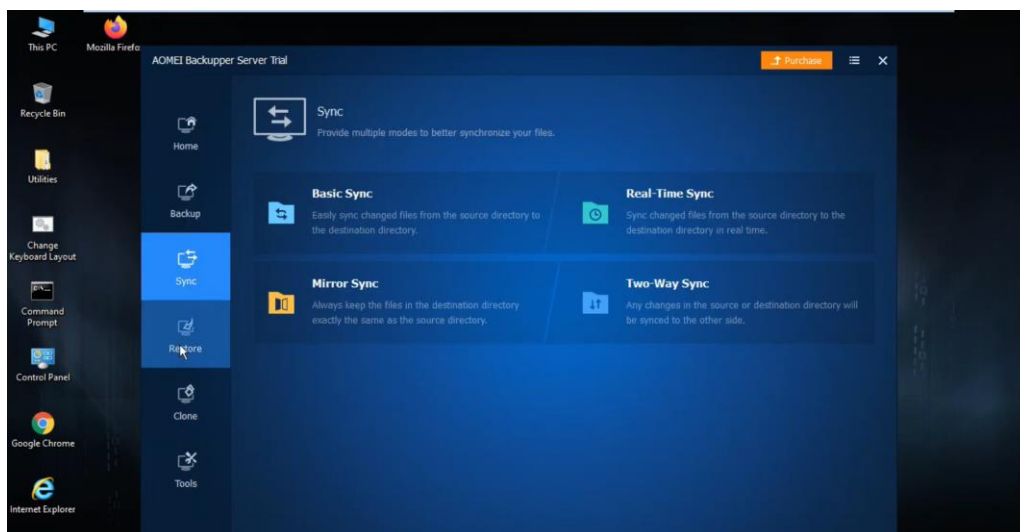 This PC
Mozilla Firefo
Recycle Bin
Utilities
Change
Keyboard Layout
Command
Prompt
Control Panel
Google Chrome
Internet Explorer
AOMEI Backupper Server Trial
Purchase
Home
Backup
Sync
Restore
Clone
Tools
Sync
Provide multiple modes to better synchronize your files.
Basic Sync
Easily sync changed files from the source directory to
the destination directory.
Real-Time Sync
Sync changed files from the source directory to the
destination directory in real time.
Mirror Sync
Always keep the files in the destination directory
exactly the same as the source directory.
Two-Way Sync
Any changes in the source or destination directory will
be synced to the other side.